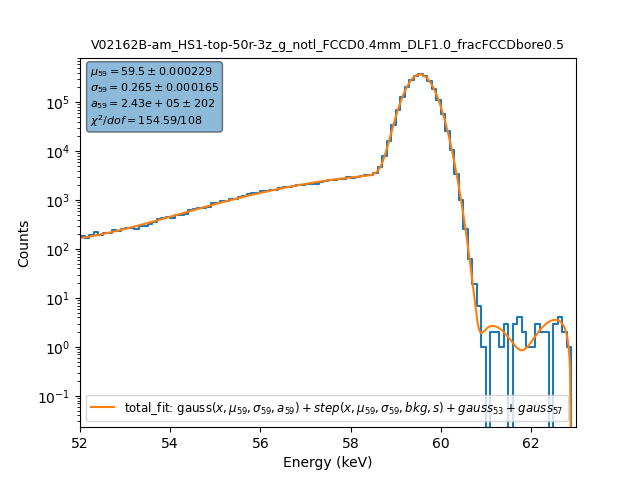 V02162B-am_HS1-top-50r-3z_g_notl_FCCD0.4mm_DLF1.0_fracFCCDbore0.5
μ₅₉ = 59.5 ± 0.000229
σ₅₉ = 0.265 ± 0.000165
a₅₉ = 2.43e + 05 ± 202
χ²/dof = 154.59/108
Counts
10⁵
10⁴
10³
10²
10¹
10⁰
10⁻¹
total_fit: gauss(x, μ₅₉, σ₅₉, a₅₉) + step(x, μ₅₉, σ₅₉, bkg, s) + gauss₅₃ + gauss₅₇
52 54 56 58 60 62
Energy (keV)